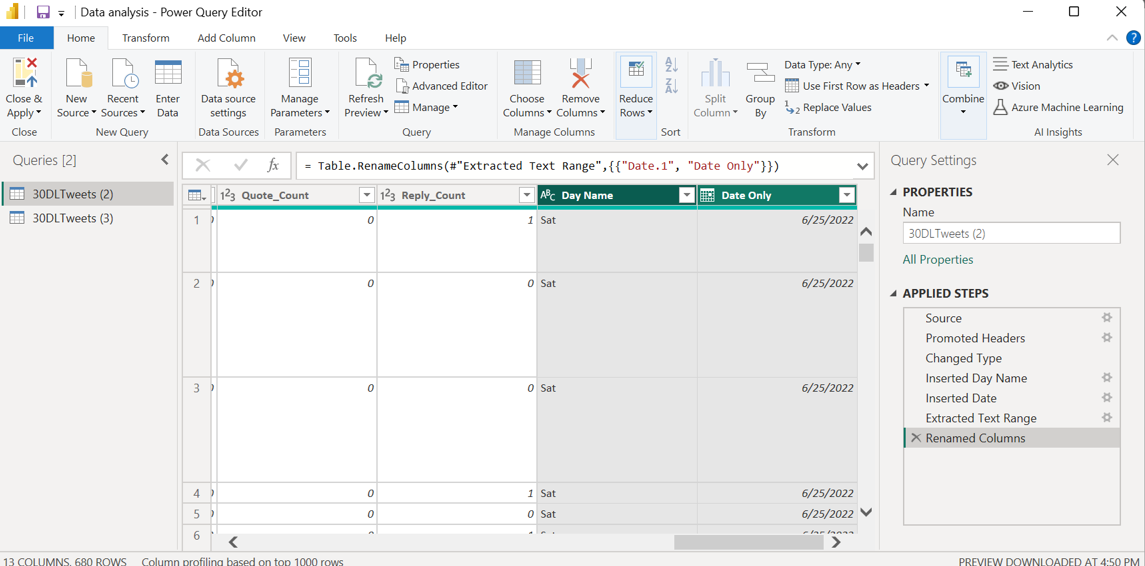 Data analysis - Power Query Editor
File Home Transform Add Column View Tools Help
Close & Apply
New Source
Recent Sources
Enter Data
Data source settings
Manage Parameters
Refresh Preview
Properties
Advanced Editor
Manage
Choose Columns
Remove Columns
Reduce Rows
Split Column
Group By
Data Type: Any
Use First Row as Headers
Replace Values
Combine
Text Analytics
Vision
Azure Machine Learning
Close New Query Data Sources Parameters Query Manage Columns Sort Transform AI Insights
Queries [2]
30DLTweets (2)
30DLTweets (3)
fx = Table.RenameColumns(#"Extracted Text Range",{{"Date.1", "Date Only"}})
123 Quote_Count 123 Reply_Count ABC Day Name Date Only
1 0 1 Sat 6/25/2022
2 0 0 Sat 6/25/2022
3 0 0 Sat 6/25/2022
4 0 1 Sat 6/25/2022
5 0 0 Sat 6/25/2022
6
Query Settings
PROPERTIES
Name
30DLTweets (2)
All Properties
APPLIED STEPS
Source
Promoted Headers
Changed Type
Inserted Day Name
Inserted Date
Extracted Text Range
Renamed Columns
13 COLUMNS, 680 ROWS Column profiling based on top 1000 rows PREVIEW DOWNLOADED AT 4:50 PM